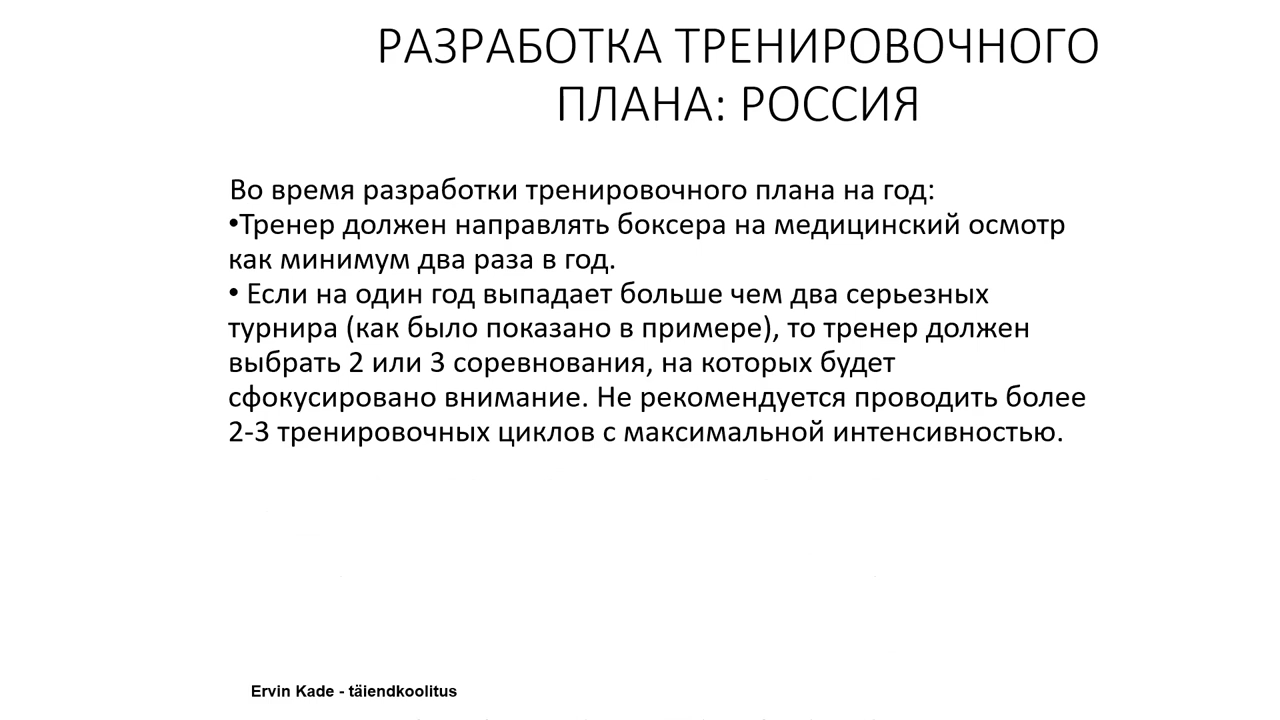 РАЗРАБОТКА ТРЕНИРОВОЧНОГО
ПЛАНА: РОССИЯ
Во время разработки тренировочного плана на год:
•Тренер должен направлять боксера на медицинский осмотр
как минимум два раза в год.
• Если на один год выпадает больше чем два серьезных
турнира (как было показано в примере), то тренер должен
выбрать 2 или 3 соревнования, на которых будет
сфокусировано внимание. Не рекомендуется проводить более
2-3 тренировочных циклов с максимальной интенсивностью.
Ervin Kade - täiendkoolitus